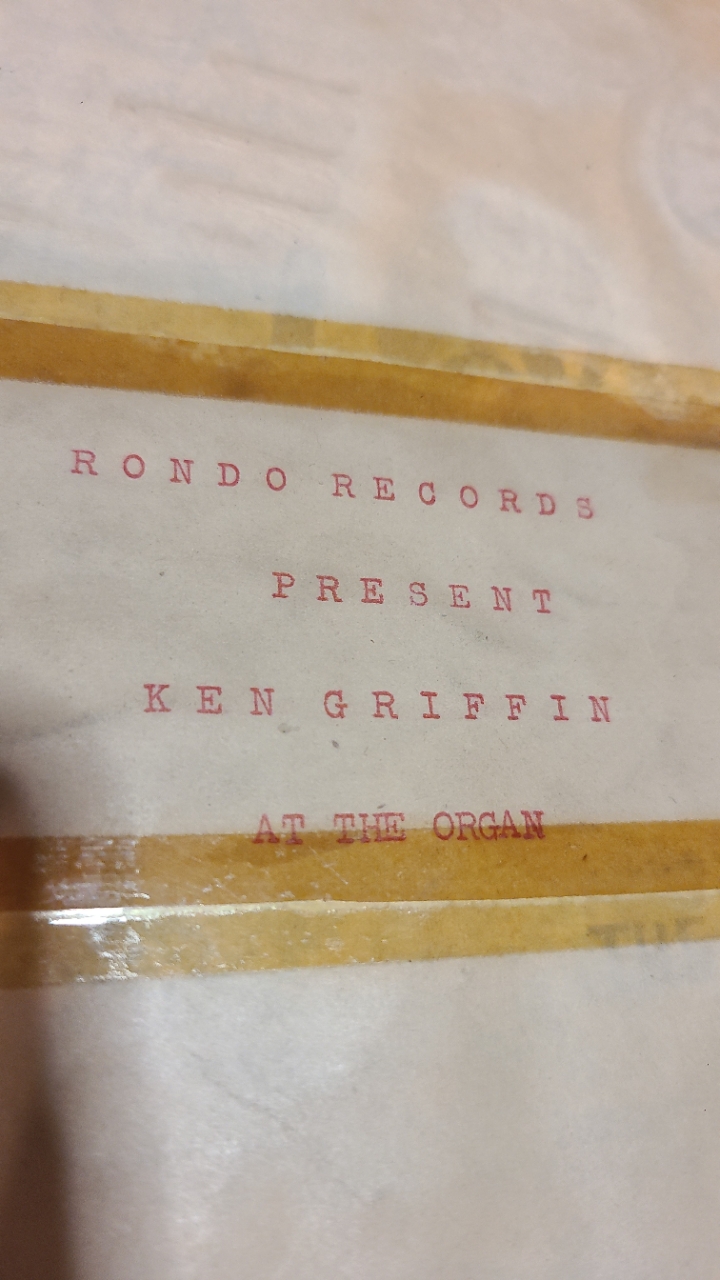 RONDO RECORDS
PRESENT
KEN GRIFFIN
AT THE ORGAN